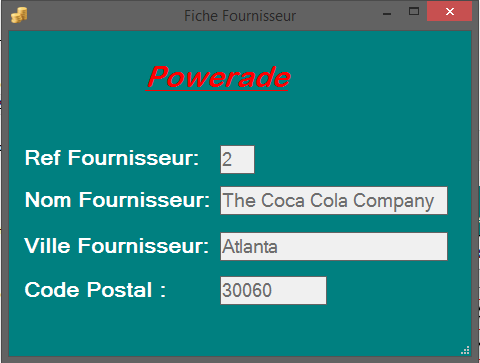 Fiche Fournisseur
Powerade
Ref Fournisseur: 2
Nom Fournisseur: The Coca Cola Company
Ville Fournisseur: Atlanta
Code Postal : 30060